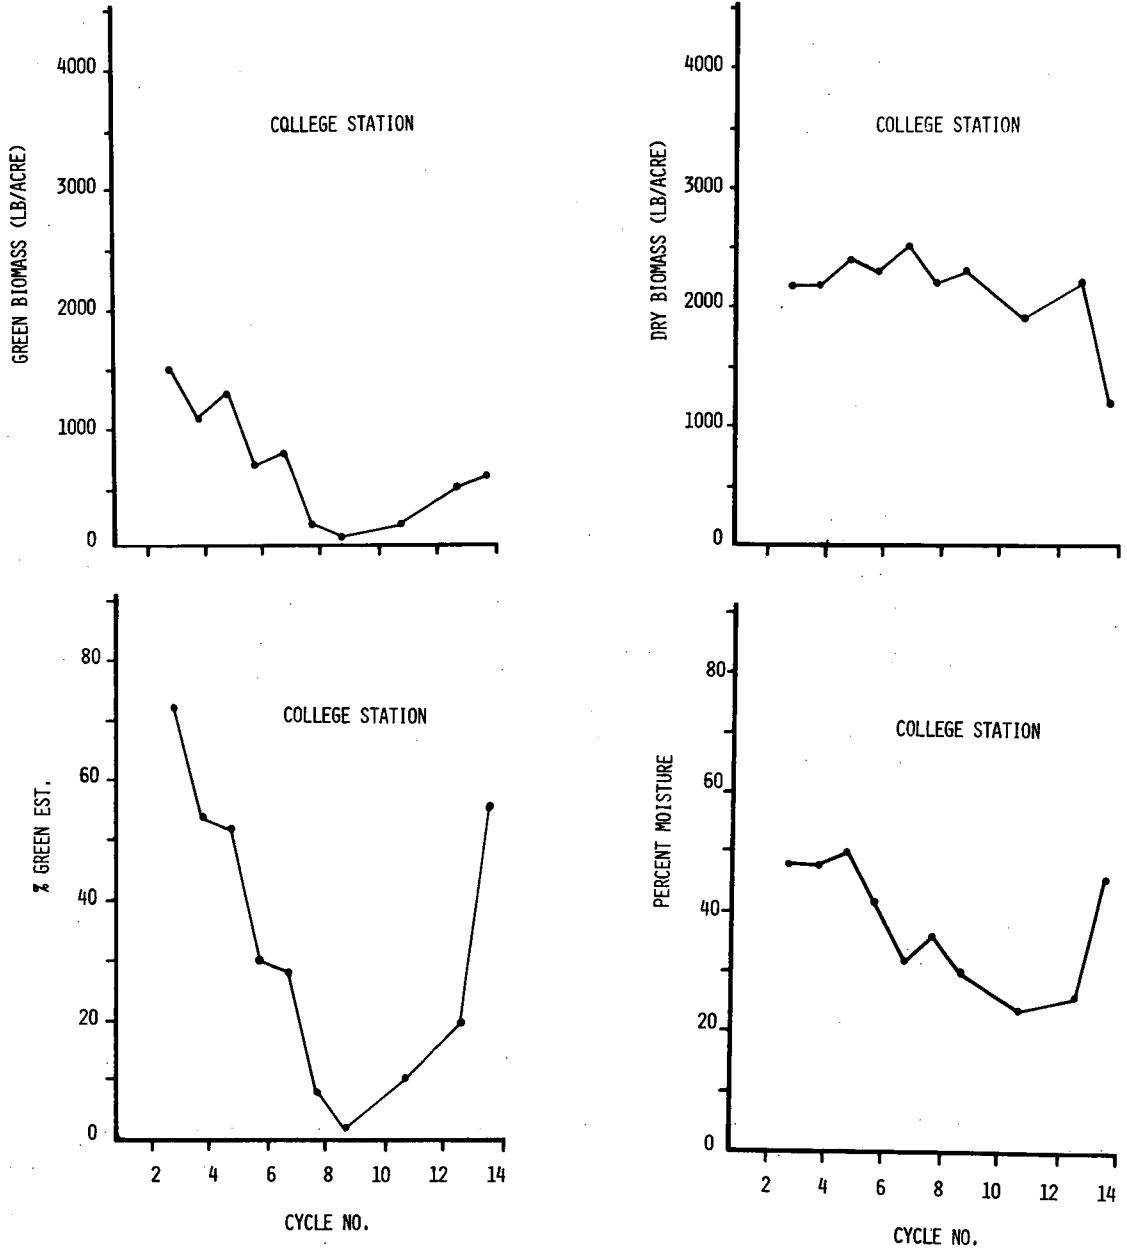 GREEN BIOMASS (LB/ACRE)
4000
3000
2000
1000
0
COLLEGE STATION
DRY BIOMASS (LB/ACRE)
4000
3000
2000
1000
0
COLLEGE STATION
% GREEN EST.
80
60
40
20
0
COLLEGE STATION
2 4 6 8 10 12 14
CYCLE NO.
PERCENT MOISTURE
80
60
40
20
0
COLLEGE STATION
2 4 6 8 10 12 14
CYCLE NO.